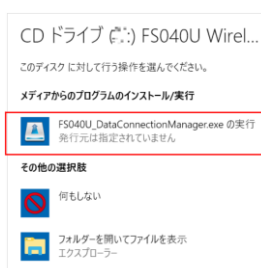 CD ドライブ ( :) FS040U Wirel...
このディスク に対して行う操作を選んでください。
メディアからのプログラムのインストール/実行
FS040U_DataConnectionManager.exe の実行
発行元は指定されていません
その他の選択肢
何もしない
フォルダーを開いてファイルを表示
エクスプローラー